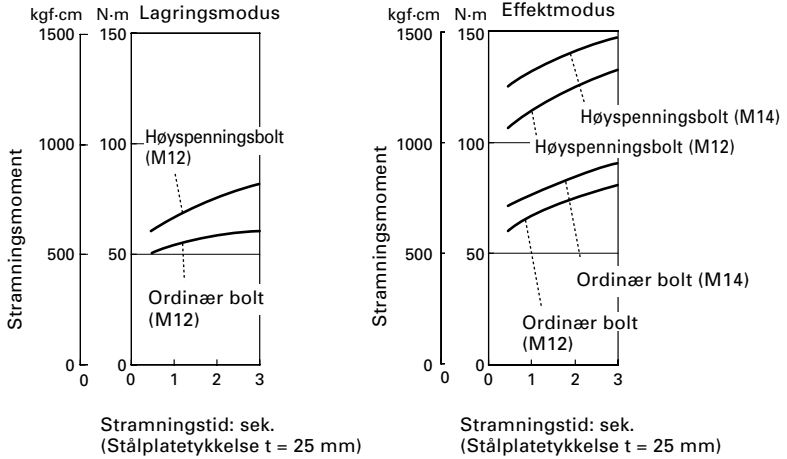 kgf·cm N·m Lagringsmodus
1500 150
1000 100
Høyspenningsbolt
(M12)
500 50
Ordinær bolt
(M12)
0 0
0 0 1 2 3
Stramningsmoment
Stramningstid: sek.
(Stålplatetykkelse t = 25 mm)
kgf·cm N·m Effektmodus
1500 150
Høyspenningsbolt (M14)
1000 100
Høyspenningsbolt (M12)
500 50
Ordinær bolt (M14)
Ordinær bolt
(M12)
0 0
0 0 1 2 3
Stramningsmoment
Stramningstid: sek.
(Stålplatetykkelse t = 25 mm)